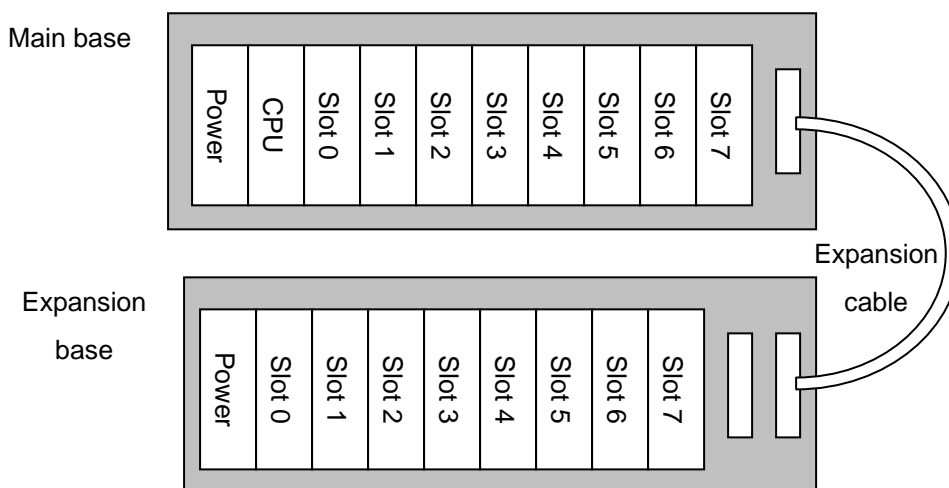 Main base
Power
CPU
Slot 0
Slot 1
Slot 2
Slot 3
Slot 4
Slot 5
Slot 6
Slot 7
Expansion
cable
Expansion
base
Power
Slot 0
Slot 1
Slot 2
Slot 3
Slot 4
Slot 5
Slot 6
Slot 7